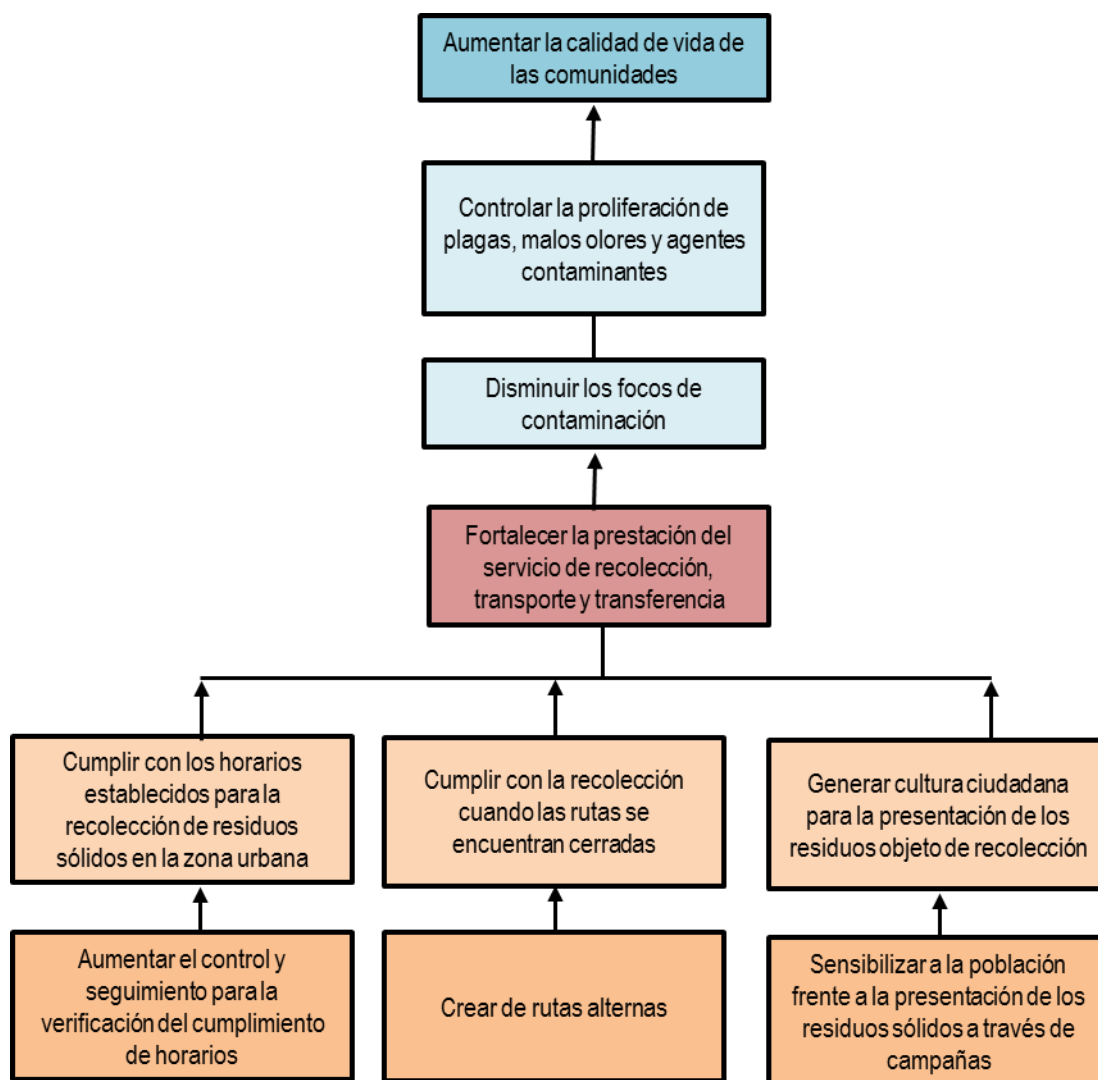 Aumentar la calidad de vida de
las comunidades
Controlar la proliferación de
plagas, malos olores y agentes
contaminantes
Disminuir los focos de
contaminación
Fortalecer la prestación del
servicio de recolección,
transporte y transferencia
Cumplir con los horarios
establecidos para la
recolección de residuos
sólidos en la zona urbana
Cumplir con la recolección
cuando las rutas se
encuentran cerradas
Generar cultura ciudadana
para la presentación de los
residuos objeto de recolección
Aumentar el control y
seguimiento para la
verificación del cumplimiento
de horarios
Crear de rutas alternas
Sensibilizar a la población
frente a la presentación de los
residuos sólidos a través de
campañas